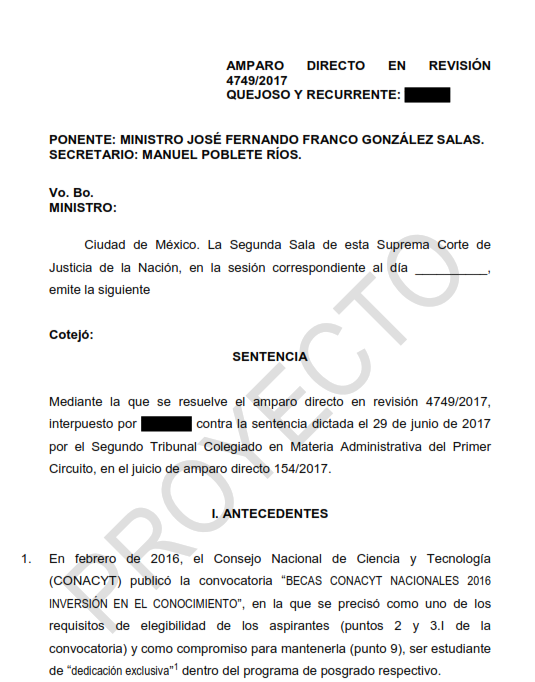 AMPARO DIRECTO EN REVISIÓN
4749/2017
QUEJOSO Y RECURRENTE:
PONENTE: MINISTRO JOSÉ FERNANDO FRANCO GONZÁLEZ SALAS.
SECRETARIO: MANUEL POBLETE RÍOS.
Vo. Bo.
MINISTRO:
Ciudad de México. La Segunda Sala de esta Suprema Corte de
Justicia de la Nación, en la sesión correspondiente al día __________,
emite la siguiente
Cotejó:
SENTENCIA
Mediante la que se resuelve el amparo directo en revisión 4749/2017,
interpuesto por contra la sentencia dictada el 29 de junio de 2017
por el Segundo Tribunal Colegiado en Materia Administrativa del Primer
Circuito, en el juicio de amparo directo 154/2017.
I. ANTECEDENTES
1. En febrero de 2016, el Consejo Nacional de Ciencia y Tecnología
(CONACYT) publicó la convocatoria “BECAS CONACYT NACIONALES 2016
INVERSIÓN EN EL CONOCIMIENTO”, en la que se precisó como uno de los
requisitos de elegibilidad de los aspirantes (puntos 2 y 3.I de la
convocatoria) y como compromiso para mantenerla (punto 9), ser estudiante
de “dedicación exclusiva”1 dentro del programa de posgrado respectivo.
PROYECTO